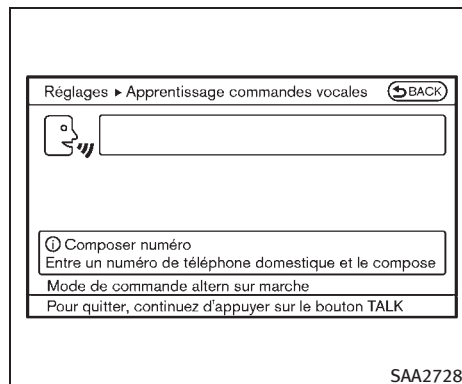 Réglages ▶ Apprentissage commandes vocales BACK
Composer numéro
Entre un numéro de téléphone domestique et le compose
Mode de commande altern sur marche
Pour quitter, continuez d'appuyer sur le bouton TALK
SAA2728